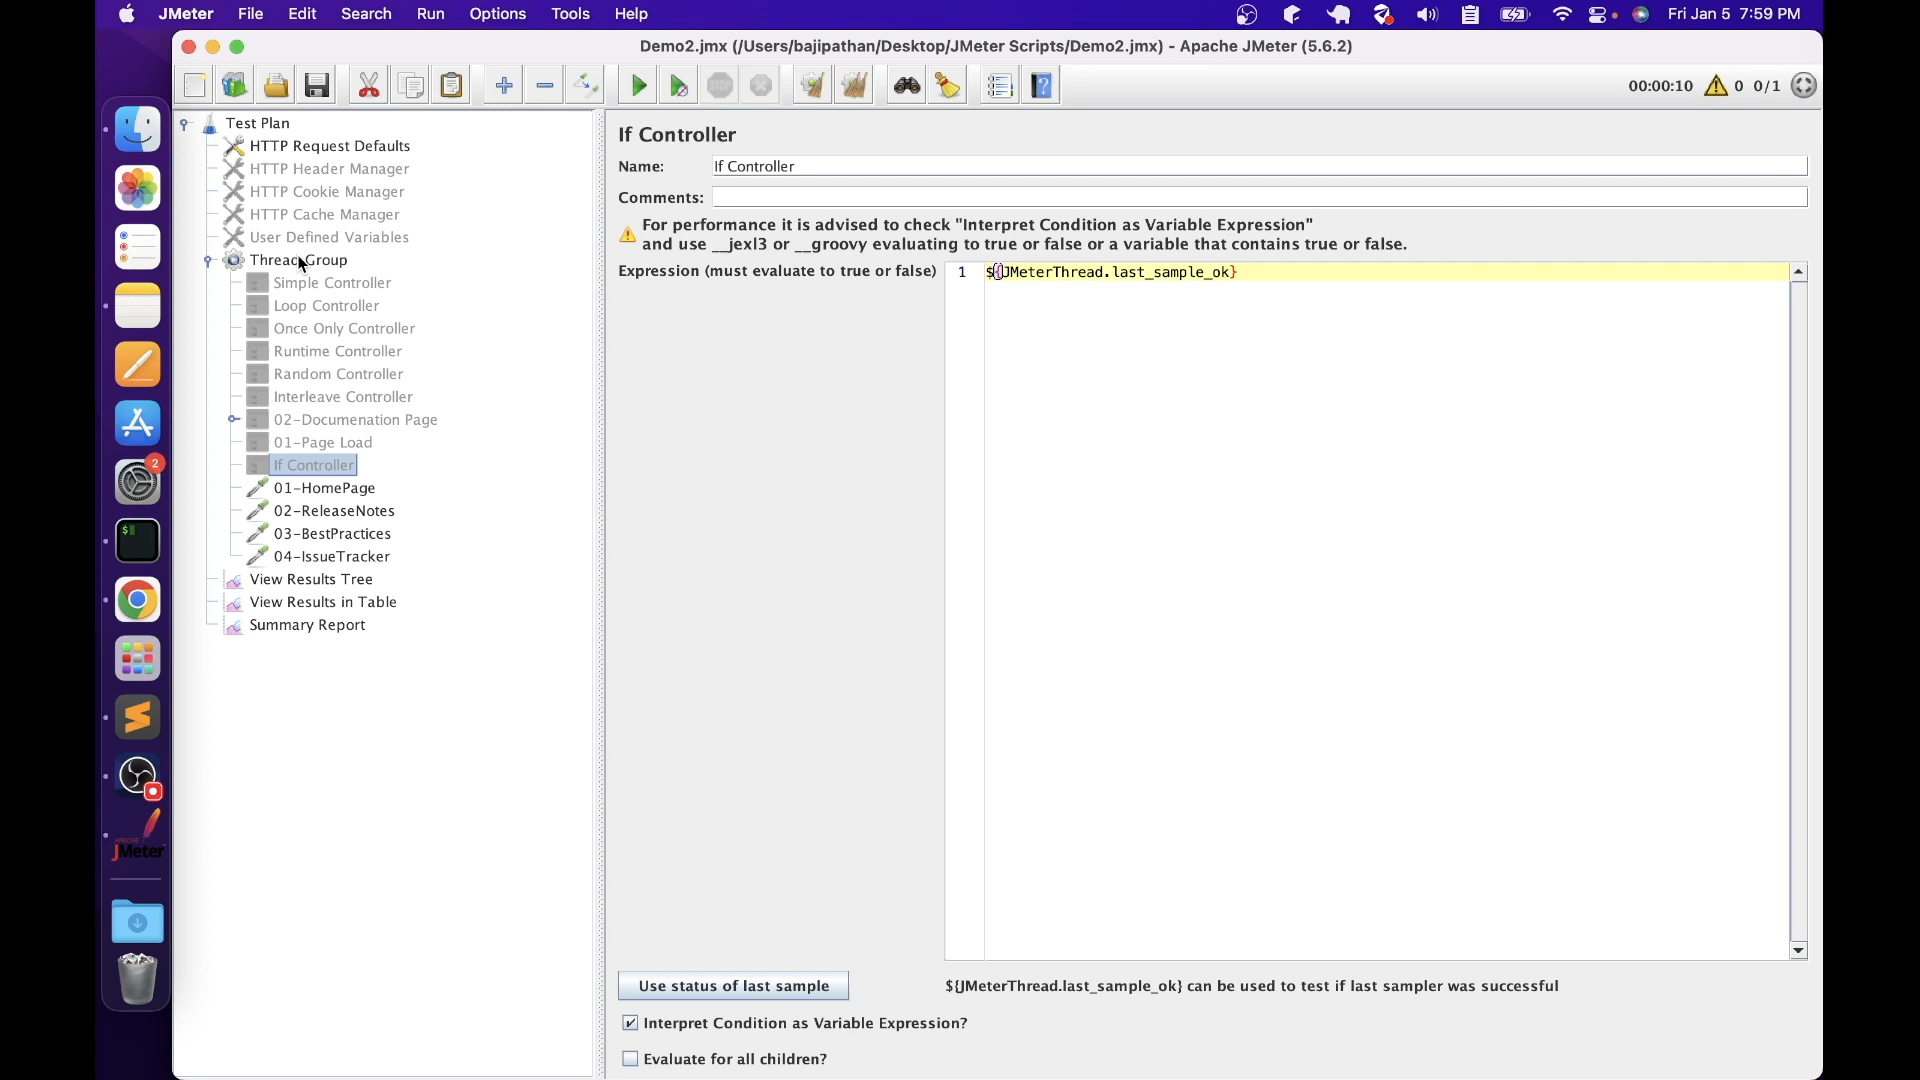 JMeter File Edit Search Run Options Tools Help Fri Jan 5 7:59 PM
Demo2.jmx (/Users/bajipathan/Desktop/JMeter Scripts/Demo2.jmx) - Apache JMeter (5.6.2)
STOP 00:00:10 0 0/1
Test Plan
HTTP Request Defaults
HTTP Header Manager
HTTP Cookie Manager
HTTP Cache Manager
User Defined Variables
Thread Group
Simple Controller
Loop Controller
Once Only Controller
Runtime Controller
Random Controller
Interleave Controller
02-Documenation Page
01-Page Load
If Controller
01-HomePage
02-ReleaseNotes
03-BestPractices
04-IssueTracker
View Results Tree
View Results in Table
Summary Report
If Controller
Name: If Controller
Comments:
For performance it is advised to check "Interpret Condition as Variable Expression"
and use __jexl3 or __groovy evaluating to true or false or a variable that contains true or false.
Expression (must evaluate to true or false) 1 ${JMeterThread.last_sample_ok}
Use status of last sample ${JMeterThread.last_sample_ok} can be used to test if last sampler was successful
Interpret Condition as Variable Expression?
Evaluate for all children?
2
$
APACHE
JMeter